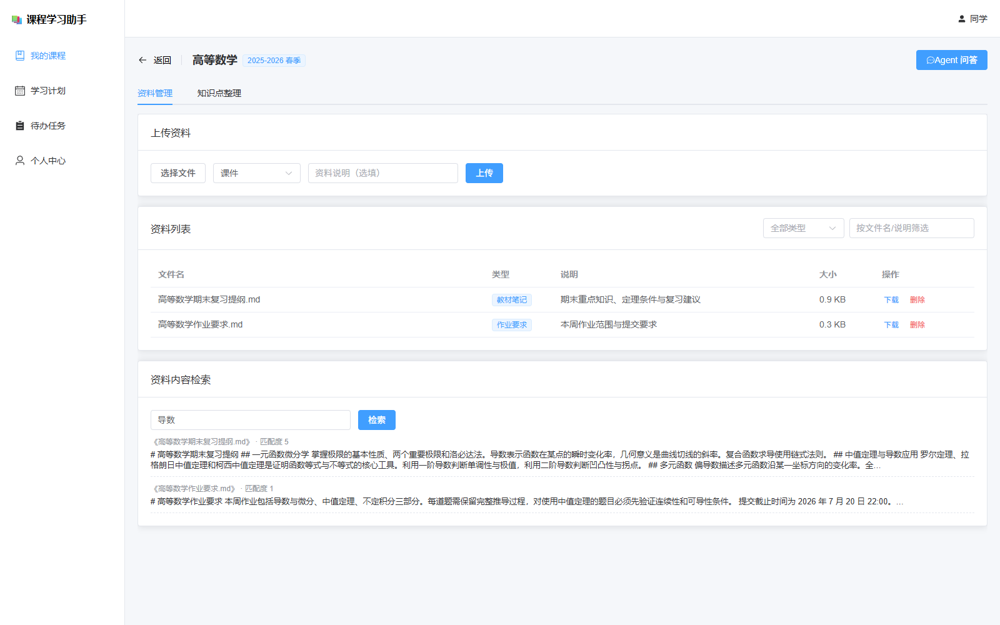 课程学习助手
同学
我的课程
学习计划
待办任务
个人中心
返回
高等数学
2025-2026 春季
Agent 问答
资料管理
知识点整理
上传资料
选择文件
课件
资料说明（选填）
上传
资料列表
全部类型
按文件名/说明筛选
文件名 类型 说明 大小 操作
高等数学期末复习提纲.md 教材笔记 期末重点知识、定理条件与复习建议 0.9 KB 下载 删除
高等数学作业要求.md 作业要求 本周作业范围与提交要求 0.3 KB 下载 删除
资料内容检索
导数
检索
《高等数学期末复习提纲.md》 · 匹配度 5
# 高等数学期末复习提纲 ## 一元函数微分学 掌握极限的基本性质、两个重要极限和洛必达法。导数表示函数在某点的瞬时变化率，几何意义是曲线切线的斜率。复合函数求导使用链式法则。 ## 中值定理与导数应用 罗尔定理、拉
格朗日中值定理和柯西中值定理是证明函数等式与不等式的核心工具。利用一阶导数判断单调性与极值，利用二阶导数判断凹凸性与拐点。 ## 多元函数 偏导数描述多元函数沿某一坐标方向的变化率。全…
《高等数学作业要求.md》 · 匹配度 1
# 高等数学作业要求 本周作业包括导数与微分、中值定理、不定积分三部分。每道题需保留完整推导过程，对使用中值定理的题目必须先验证连续性和可导性条件。 提交截止时间为 2026 年 7 月 20 日 22:00。…